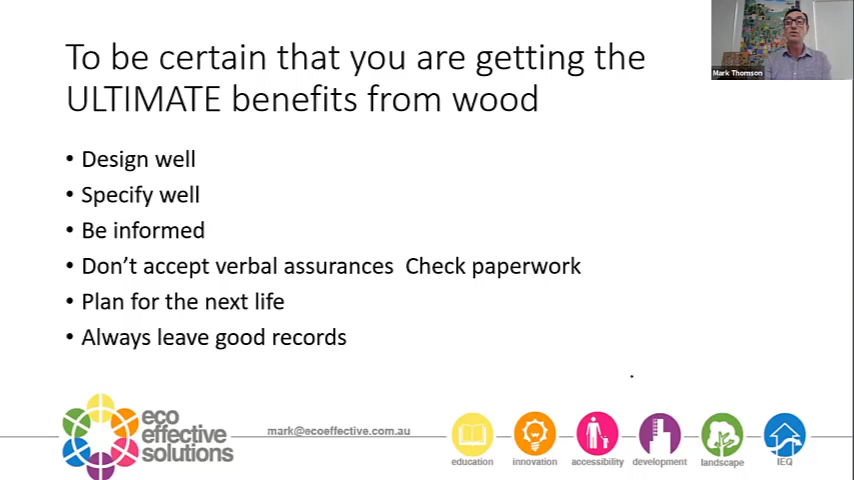 To be certain that you are getting the
ULTIMATE benefits from wood
• Design well
• Specify well
• Be informed
• Don't accept verbal assurances  Check paperwork
• Plan for the next life
• Always leave good records
Mark Thomson
eco
effective
solutions
mark@ecoeffective.com.au
education
innovation
accessibility
development
landscape
IEQ